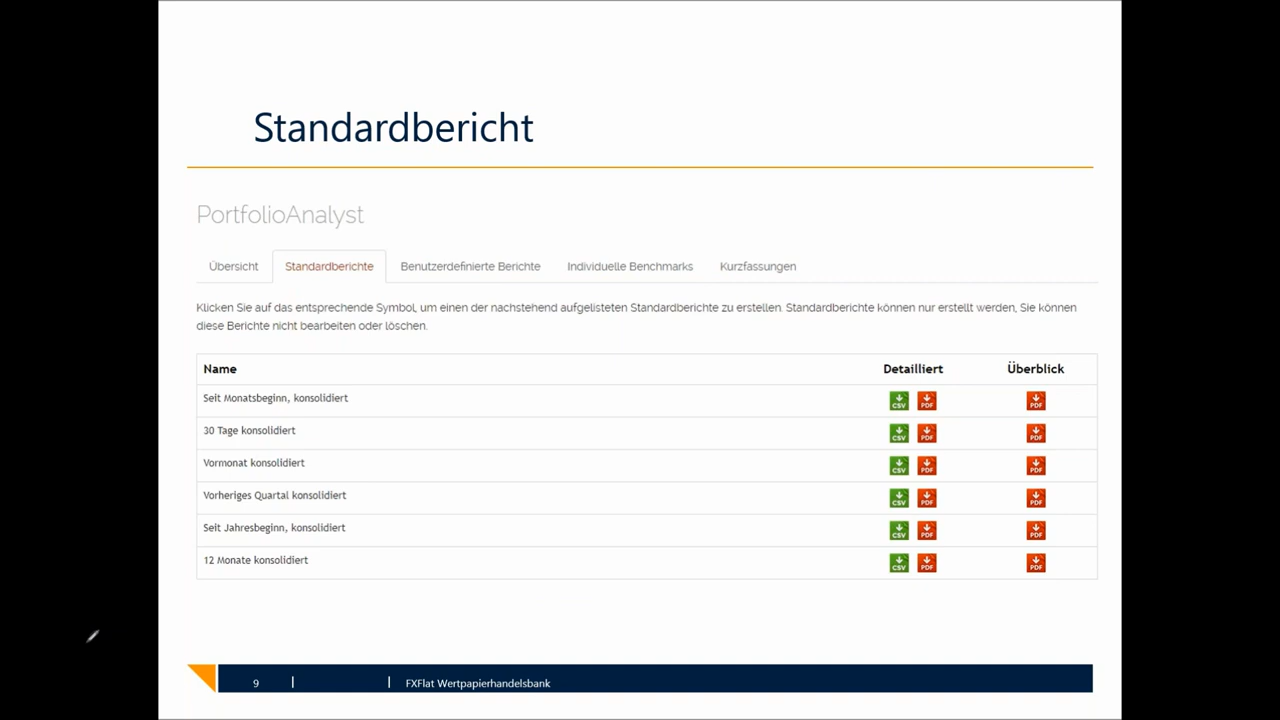 Standardbericht
PortfolioAnalyst
Übersicht Standardberichte Benutzerdefinierte Berichte Individuelle Benchmarks Kurzfassungen
Klicken Sie auf das entsprechende Symbol, um einen der nachstehend aufgelisteten Standardberichte zu erstellen. Standardberichte können nur erstellt werden, Sie können
diese Berichte nicht bearbeiten oder löschen.
Name Detailliert Überblick
Seit Monatsbeginn, konsolidiert CSV PDF PDF
30 Tage konsolidiert CSV PDF PDF
Vormonat konsolidiert CSV PDF PDF
Vorheriges Quartal konsolidiert CSV PDF PDF
Seit Jahresbeginn, konsolidiert CSV PDF PDF
12 Monate konsolidiert CSV PDF PDF
9 | | FXFlat Wertpapierhandelsbank